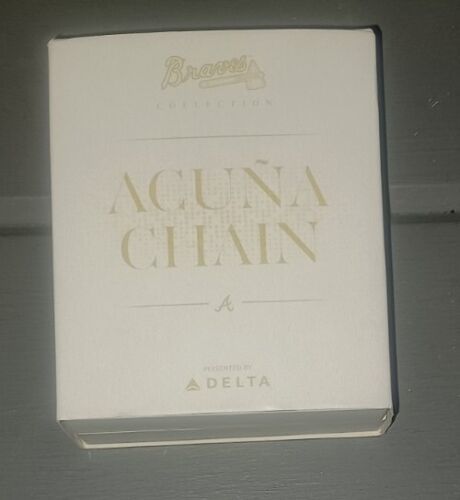 Braves
COLLECTION
ACUÑA
CHAIN
A
PRESENTED BY
DELTA